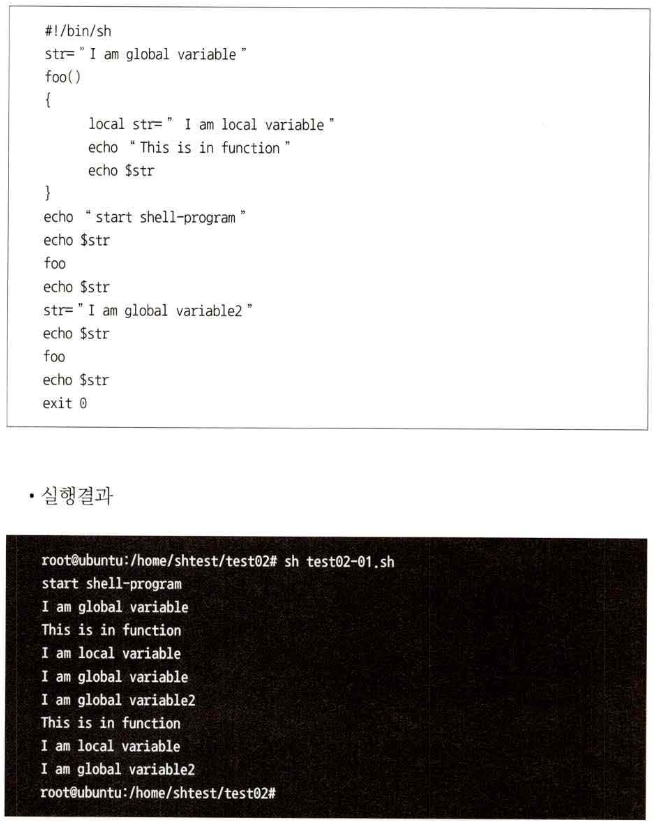 #!/bin/sh
str=”I am global variable”
foo()
{
local str=” I am local variable”
echo “This is in function”
echo $str
}
echo “start shell-program”
echo $str
foo
echo $str
str=”I am global variable2”
echo $str
foo
echo $str
exit 0
• 실행결과
root@ubuntu:/home/shtest/test02# sh test02-01.sh
start shell-program
I am global variable
This is in function
I am local variable
I am global variable
I am global variable2
This is in function
I am local variable
I am global variable2
root@ubuntu:/home/shtest/test02#